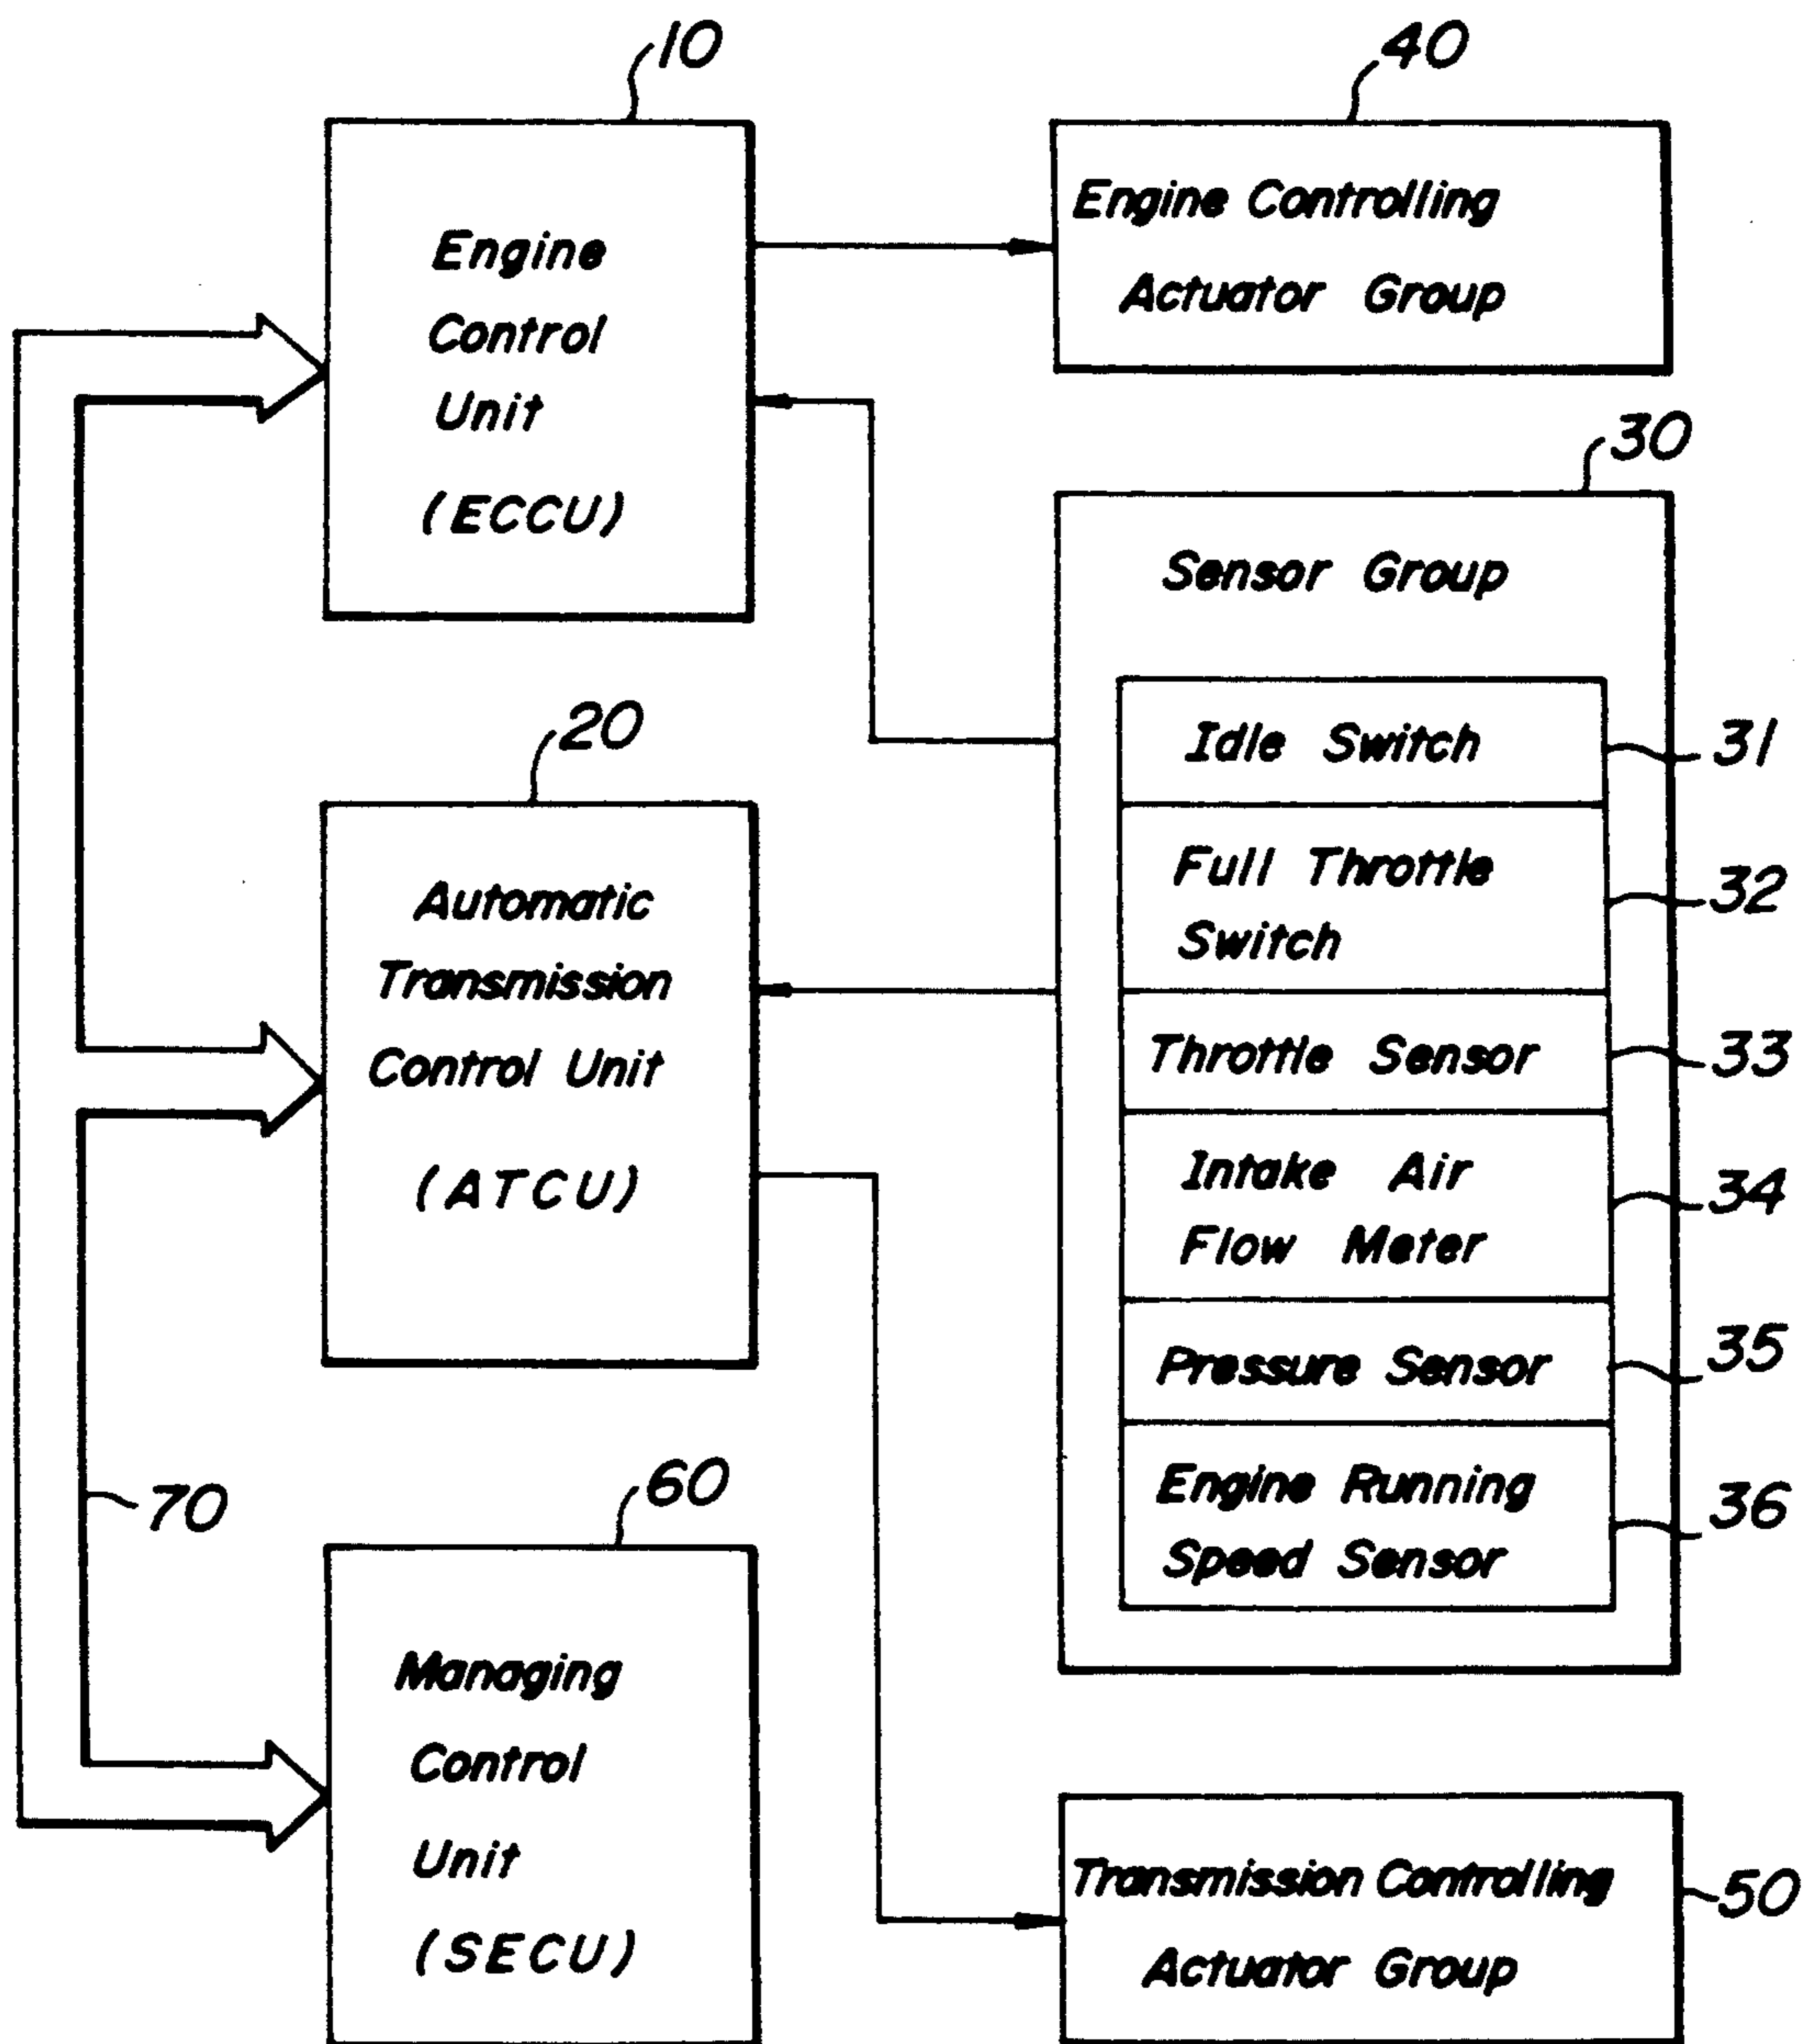 10
Engine
Control
Unit
(ECCU)
40
Engine Controlling
Actuator Group
30
Sensor Group
Idle Switch
31
Full Throttle
Switch
32
Throttle Sensor
33
Intake Air
Flow Meter
34
Pressure Sensor
35
Engine Running
Speed Sensor
36
20
Automatic
Transmission
Control Unit
(ATCU)
70
60
Managing
Control
Unit
(SECU)
Transmission Controlling
Actuator Group
50